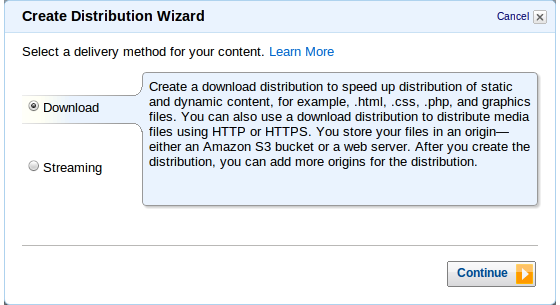 Create Distribution Wizard
Cancel
Select a delivery method for your content. Learn More
Download
Create a download distribution to speed up distribution of static
and dynamic content, for example, .html, .css, .php, and graphics
files. You can also use a download distribution to distribute media
files using HTTP or HTTPS. You store your files in an origin—
either an Amazon S3 bucket or a web server. After you create the
distribution, you can add more origins for the distribution.
Streaming
Continue